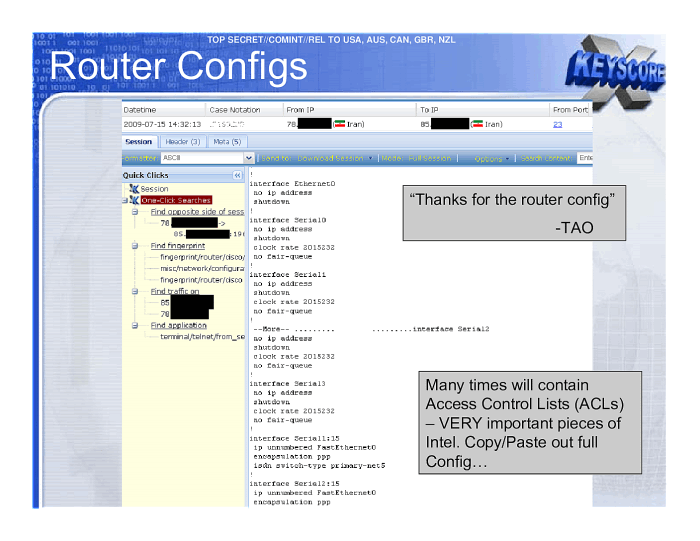 TOP SECRET//COMINT//REL TO USA, AUS, CAN, GBR, NZL
Router Configs
XKEYSCORE
Datetime Case Notation From IP To IP From Port
2009-07-15 14:32:13 78. ( Iran) 85. ( Iran) 23
Session Header (3) Meta (5)
Formatter: ASCII Send to Download Session Mode: Full Session Options Search Content: Ente
Quick Clicks
Session
One-Click Searches
Find opposite side of sess
78. ->
85. :19
Find fingerprint
fingerprint/router/cisco/
misc/network/configura
fingerprint/router/cisco
Find traffic on
85
78
Find application
terminal/telnet/from_se
!
interface Ethernet0
no ip address
shutdown
!
interface Serial0
no ip address
shutdown
clock rate 2015232
no fair-queue
!
interface Serial1
no ip address
shutdown
clock rate 2015232
no fair-queue
!
--More-- ......... .........interface Serial2
no ip address
shutdown
clock rate 2015232
no fair-queue
!
interface Serial3
no ip address
shutdown
clock rate 2015232
no fair-queue
!
interface Serial1:15
ip unnumbered FastEthernet0
encapsulation ppp
isdn switch-type primary-net5
!
interface Serial2:15
ip unnumbered FastEthernet0
encapsulation ppp
“Thanks for the router config”
-TAO
Many times will contain
Access Control Lists (ACLs)
– VERY important pieces of
Intel. Copy/Paste out full
Config…